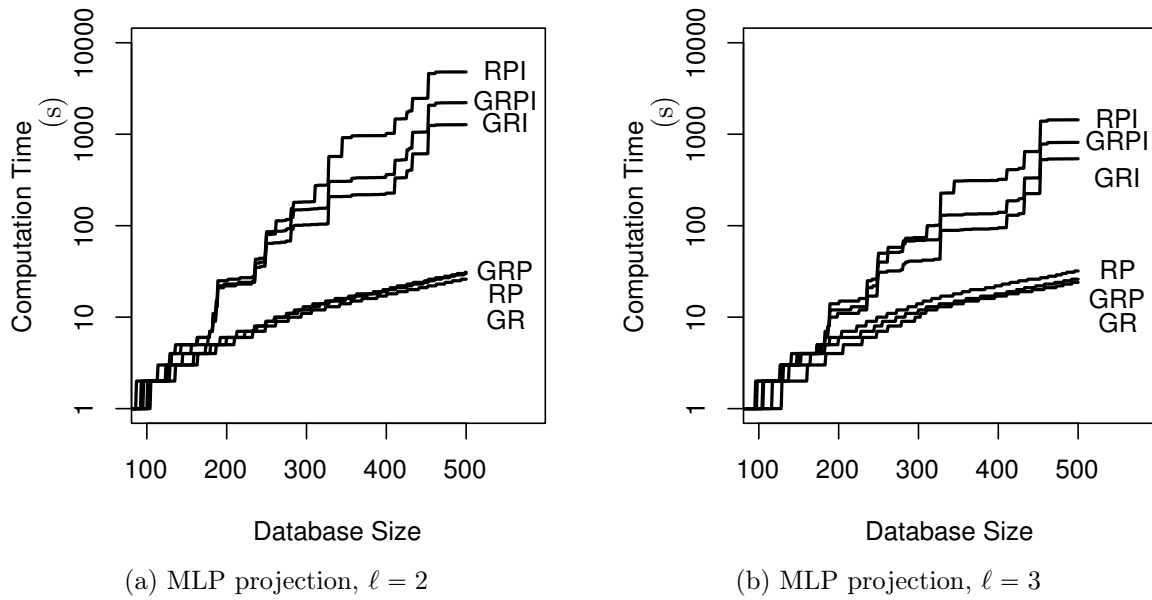 10000
1000
100
10
1
Computation Time
(s)
RPI
GRPI
GRI
GRP
RP
GR
100 200 300 400 500
Database Size
(a) MLP projection, ℓ = 2
10000
1000
100
10
1
Computation Time
(s)
RPI
GRPI
GRI
RP
GRP
GR
100 200 300 400 500
Database Size
(b) MLP projection, ℓ = 3